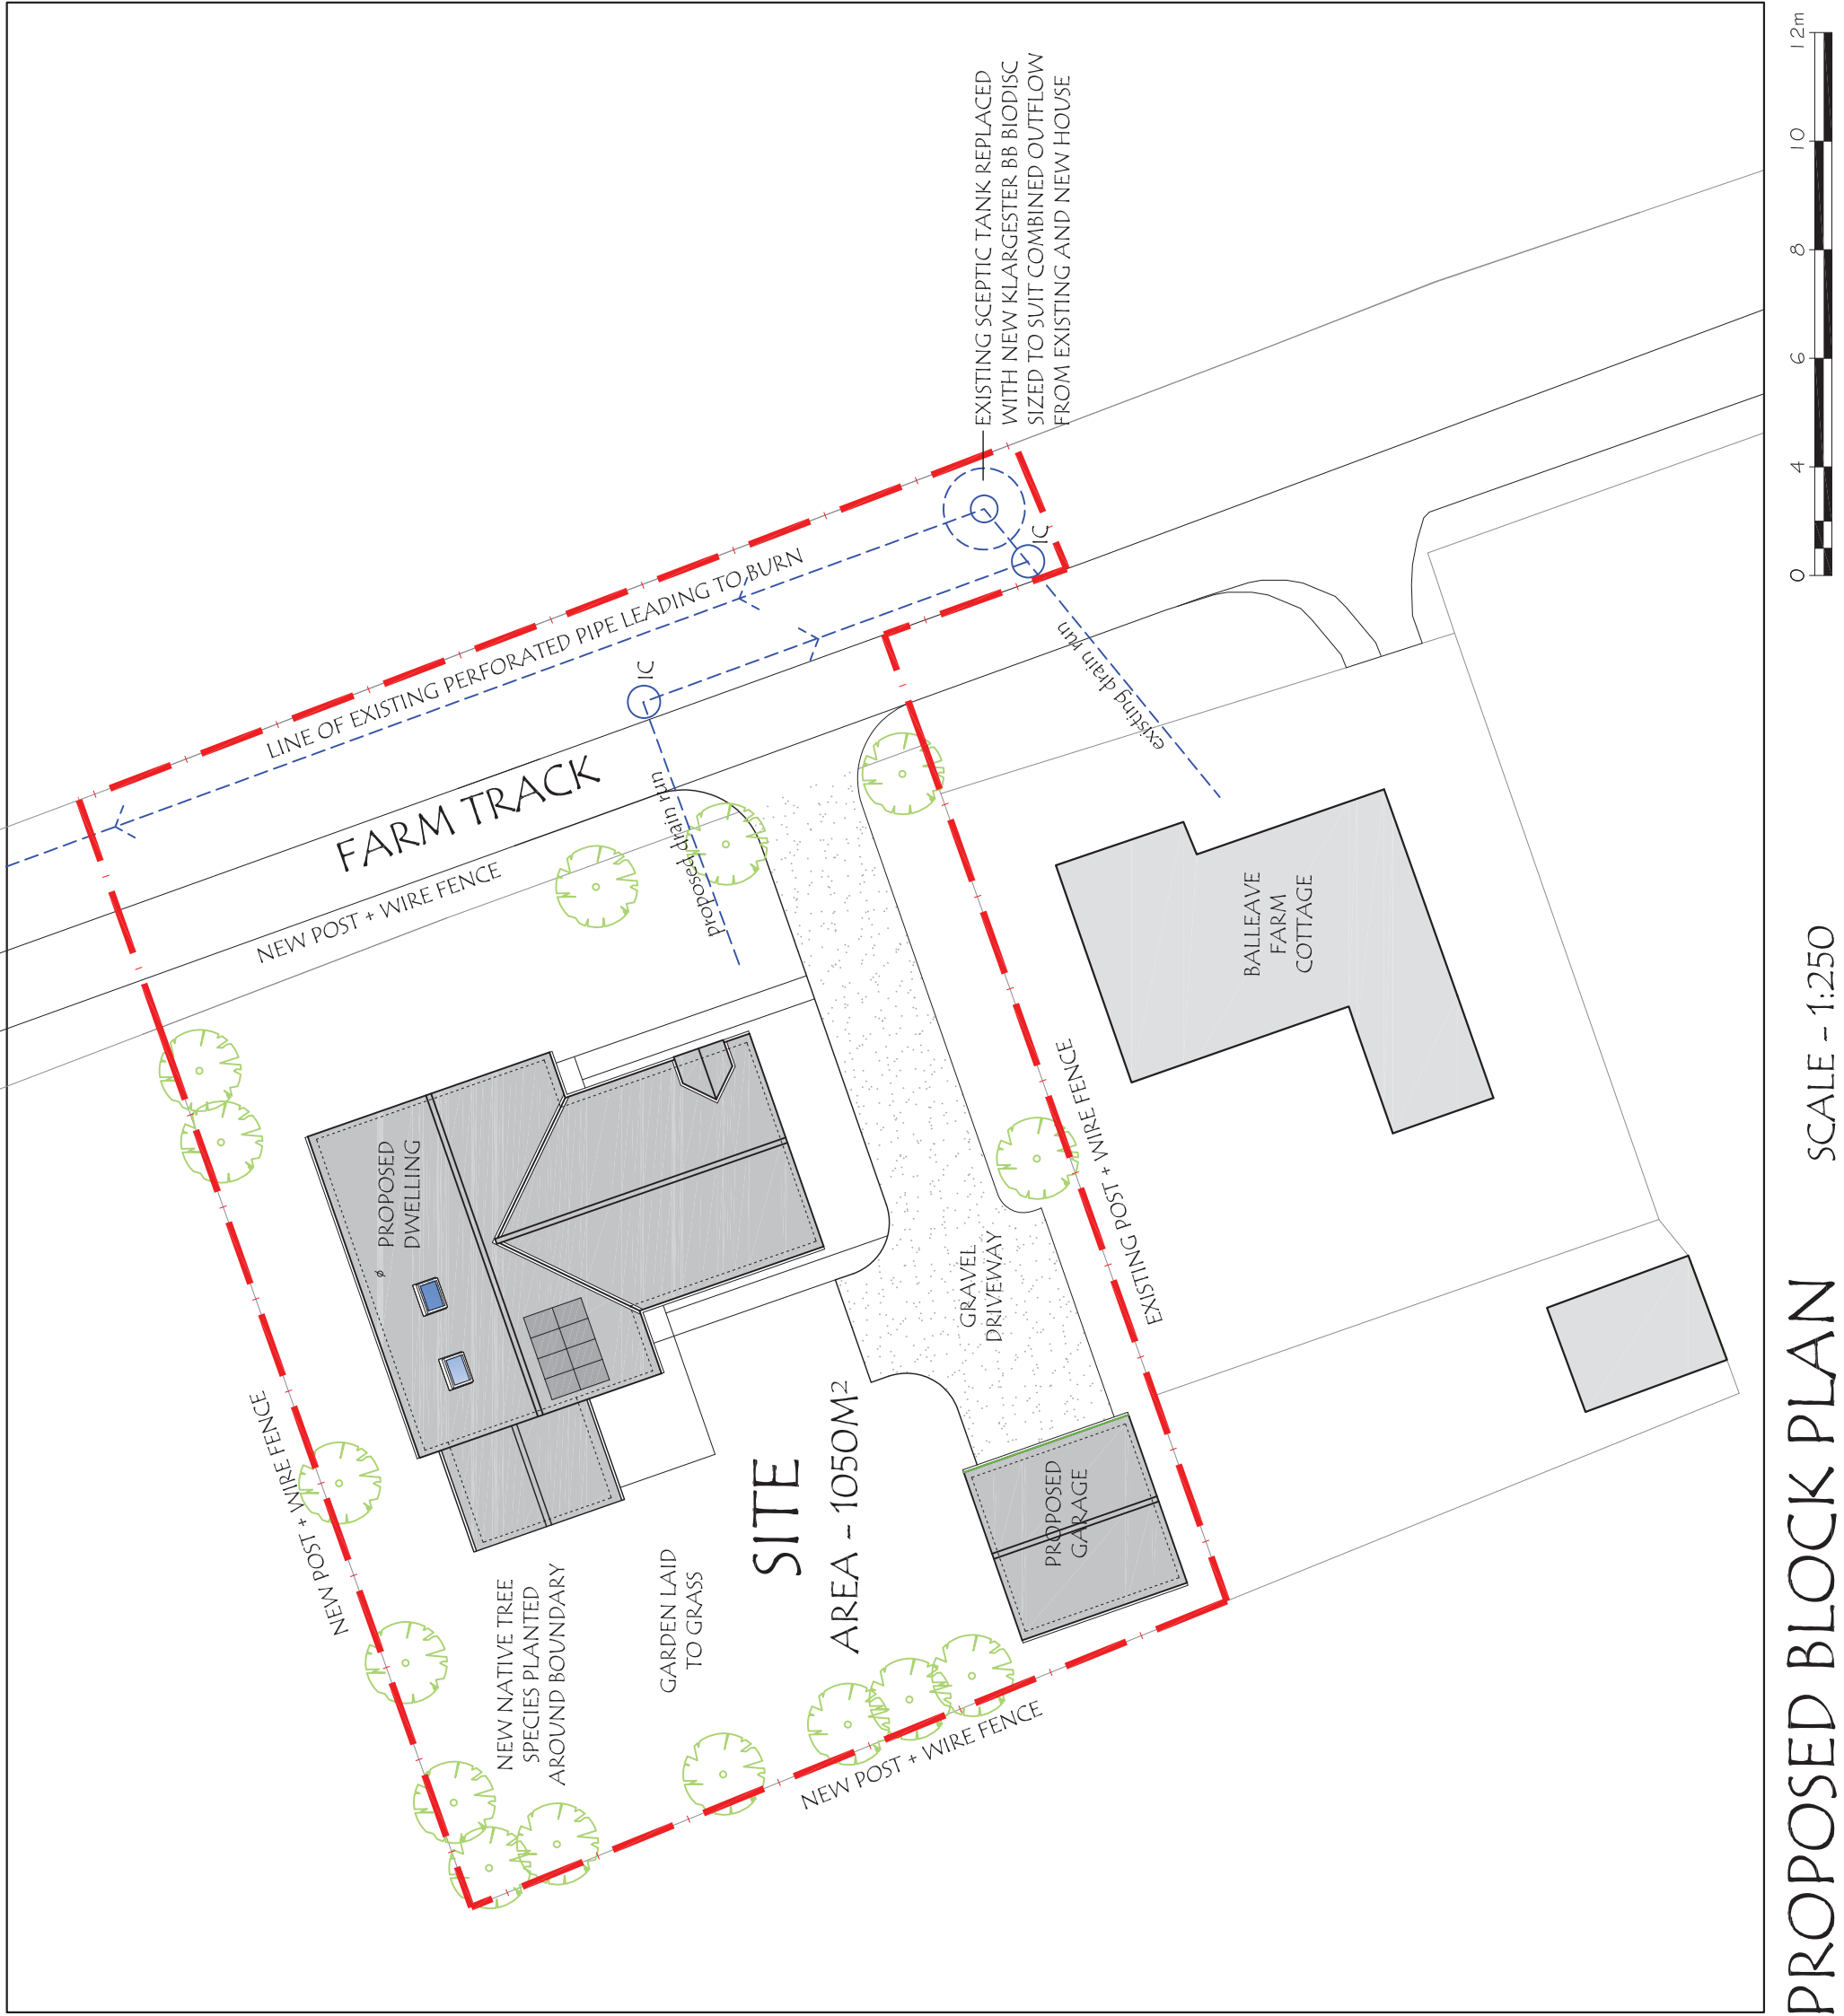 EXISTING SCEPTIC TANK REPLACED
WITH NEW KLARGESTER BB BIODISC
SIZED TO SUIT COMBINED OUTFLOW
FROM EXISTING AND NEW HOUSE
LINE OF EXISTING PERFORATED PIPE LEADING TO BURN
IC
IC
FARM TRACK
NEW POST + WIRE FENCE
proposed drain run
existing drain run
PROPOSED
DWELLING
BALLEAVE
FARM
COTTAGE
EXISTING POST + WIRE FENCE
GRAVEL
DRIVEWAY
NEW POST + WIRE FENCE
SITE
AREA - 1050M²
PROPOSED
GARAGE
NEW NATIVE TREE
SPECIES PLANTED
AROUND BOUNDARY
GARDEN LAID
TO GRASS
NEW POST + WIRE FENCE
PROPOSED BLOCK PLAN
SCALE - 1:250
0 4 6 8 10 12m